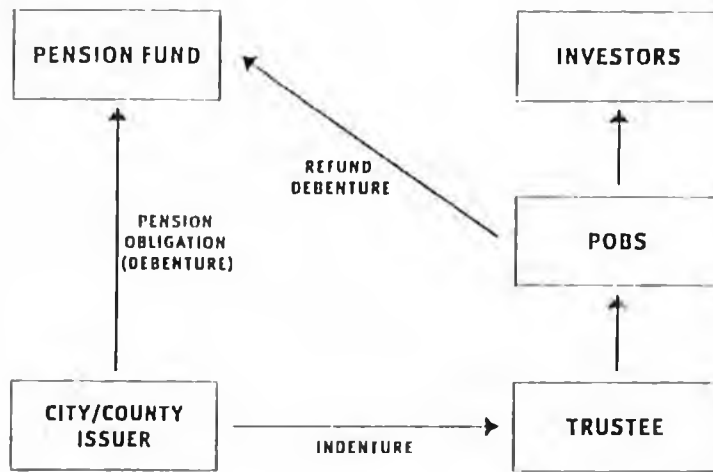 PENSION FUND
INVESTORS
REFUND
DEBENTURE
PENSION
OBLIGATION
(DEBENTURE)
POBS
CITY/COUNTY
ISSUER
INDENTURE
TRUSTEE